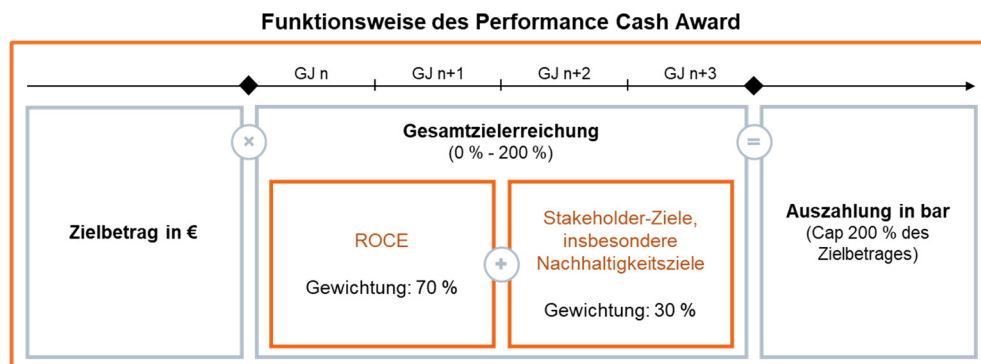 Funktionsweise des Performance Cash Award
GJ n
GJ n+1
GJ n+2
GJ n+3
Zielbetrag in €
×
Gesamtzielerreichung
(0 % - 200 %)
ROCE
Gewichtung: 70 %
+
Stakeholder-Ziele,
insbesondere
Nachhaltigkeitsziele
Gewichtung: 30 %
=
Auszahlung in bar
(Cap 200 % des
Zielbetrages)